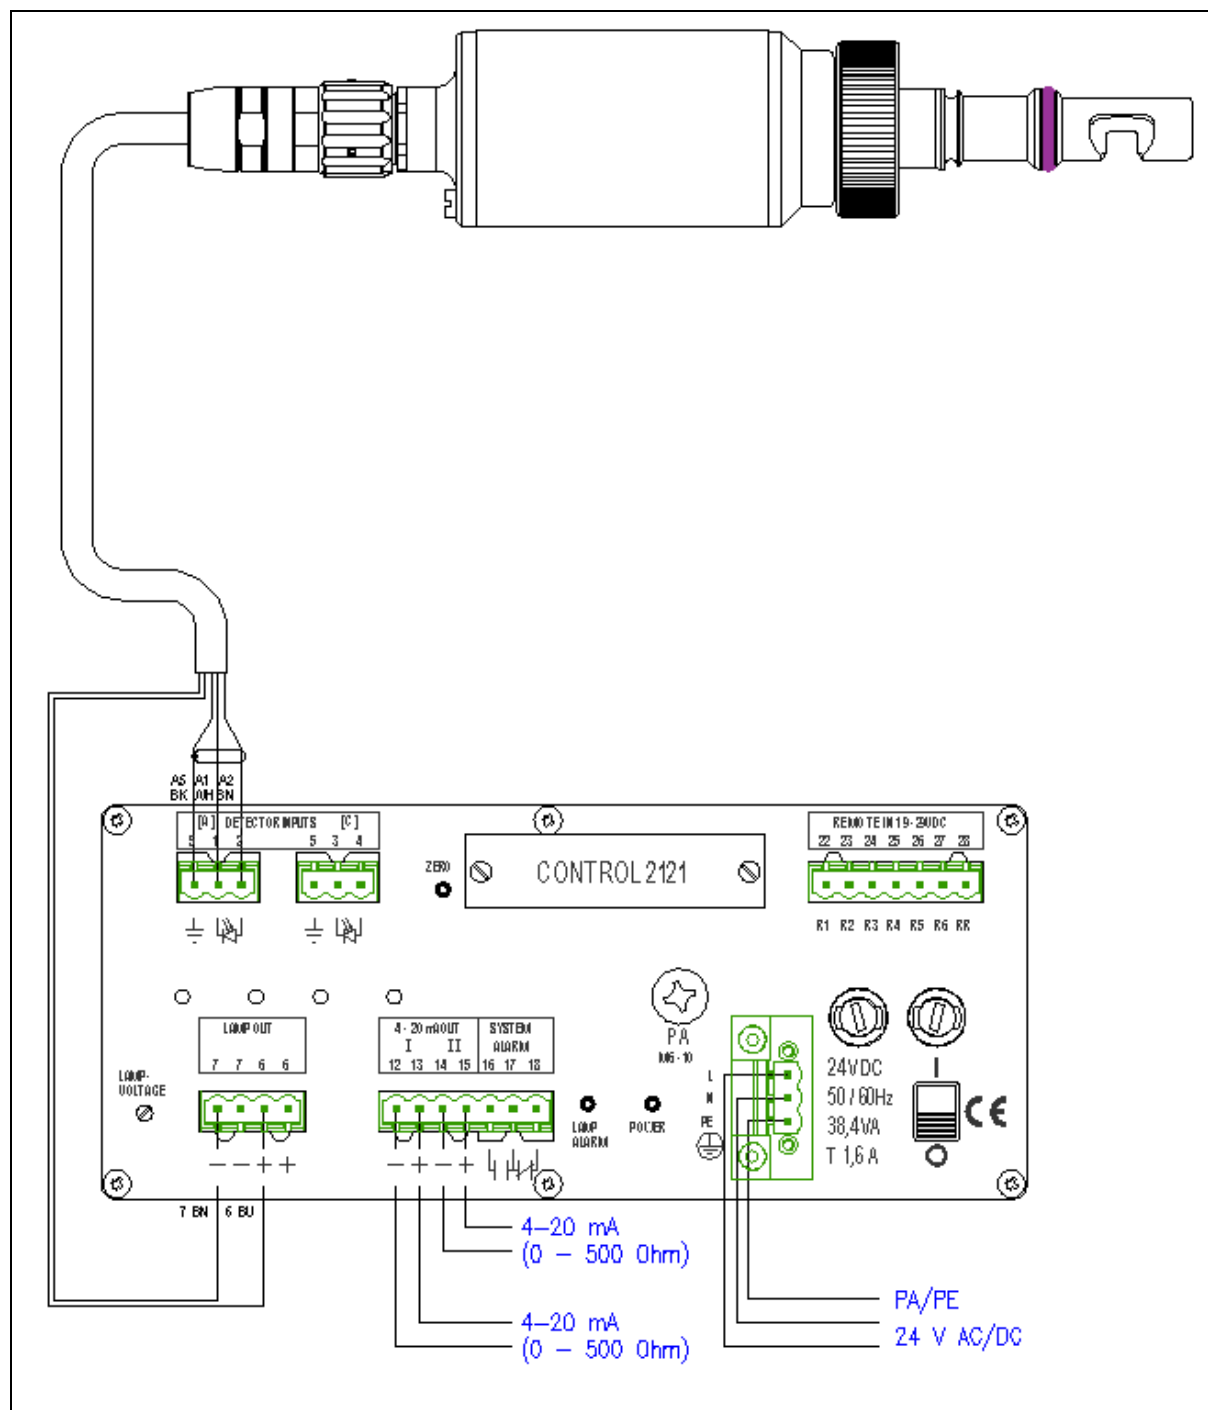 A5 A1 A2
BK WH BN
[A] DETECTOR INPUTS [C]
5 1 2 5 3 4
ZERO
CONTROL 2121
REMOTE IN 19-29VDC
22 23 24 25 26 27 28
R1 R2 R3 R4 R5 R6 RR
LAMP OUT
7 7 6 6
LAMP-
VOLTAGE
− − + +
7 BN 6 BU
4 - 20 mA OUT SYSTEM
I II ALARM
12 13 14 15 16 17 18
− + − +
LAMP
ALARM
POWER
PA
M6 - 10
L
N
PE
24VDC
50 / 60Hz
38,4VA
T 1,6 A
I
O
CE
4–20 mA
(0 – 500 Ohm)
4–20 mA
(0 – 500 Ohm)
PA/PE
24 V AC/DC